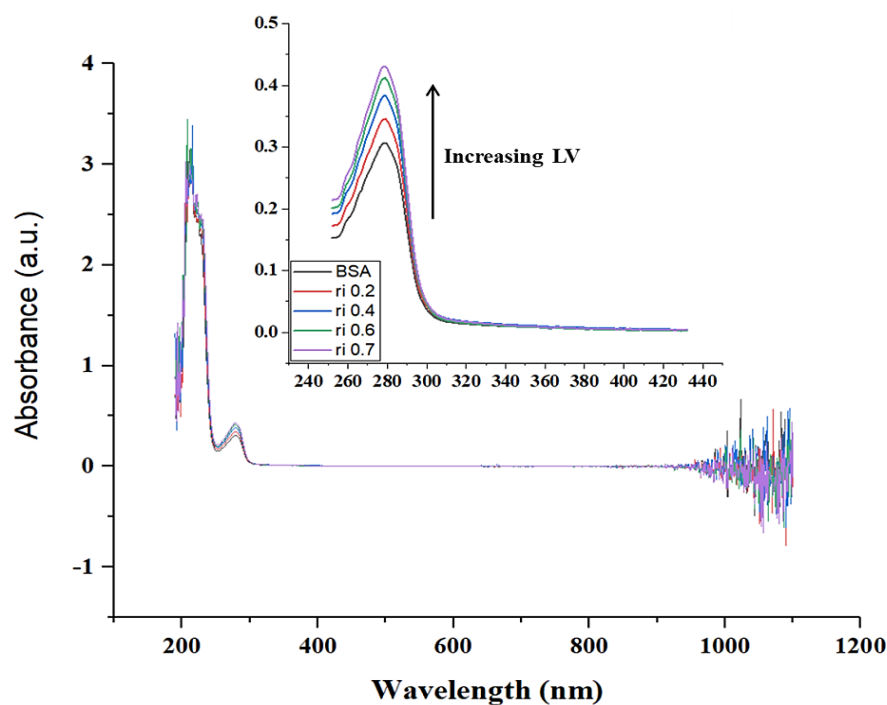 0.5
0.4
0.3
0.2
0.1
0.0
Increasing LV
BSA
ri 0.2
ri 0.4
ri 0.6
ri 0.7
240 260 280 300 320 340 360 380 400 420 440
4
3
2
1
0
-1
Absorbance (a.u.)
200 400 600 800 1000 1200
Wavelength (nm)